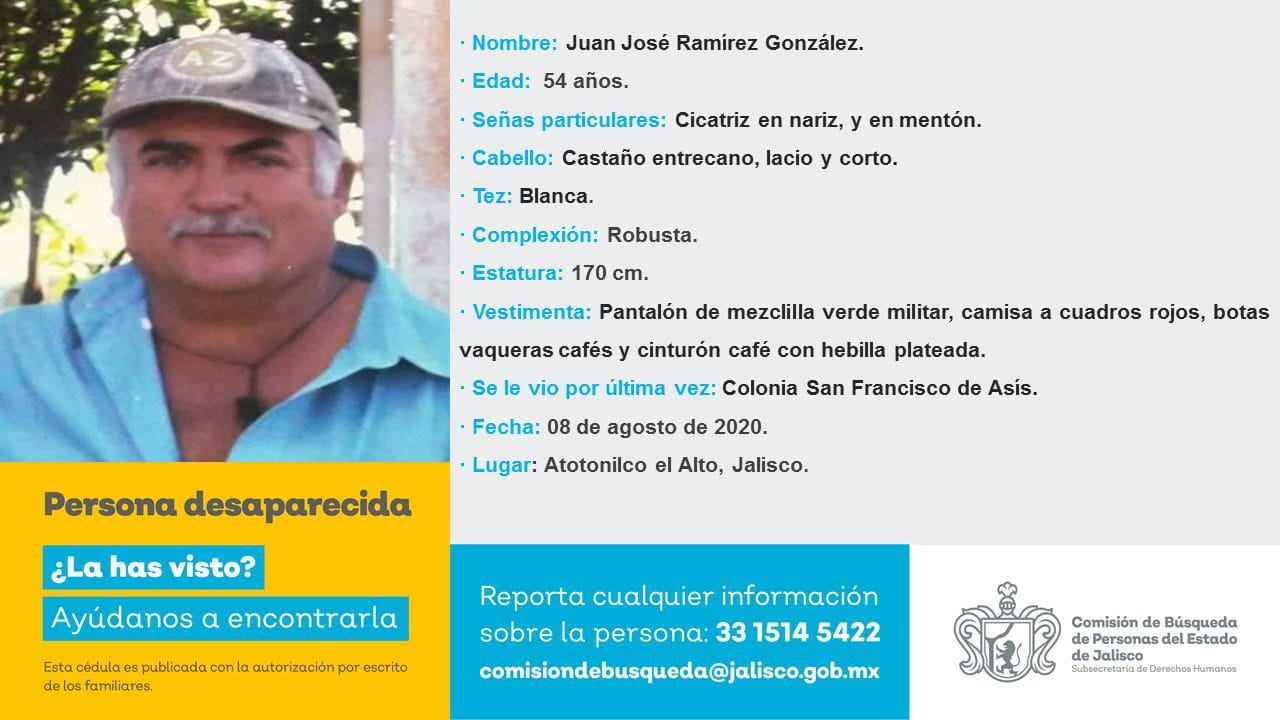 AZ
· Nombre: Juan José Ramírez González.
· Edad: 54 años.
· Señas particulares: Cicatriz en nariz, y en mentón.
· Cabello: Castaño entrecano, lacio y corto.
· Tez: Blanca.
· Complexión: Robusta.
· Estatura: 170 cm.
· Vestimenta: Pantalón de mezclilla verde militar, camisa a cuadros rojos, botas
vaqueras cafés y cinturón café con hebilla plateada.
· Se le vio por última vez: Colonia San Francisco de Asís.
· Fecha: 08 de agosto de 2020.
· Lugar: Atotonilco el Alto, Jalisco.
Persona desaparecida
¿La has visto?
Ayúdanos a encontrarla
Esta cédula es publicada con la autorización por escrito
de los familiares.
Reporta cualquier información
sobre la persona: 33 1514 5422
comisiondebusqueda@jalisco.gob.mx
Comisión de Búsqueda
de Personas del Estado
de Jalisco
Subsecretaría de Derechos Humanos